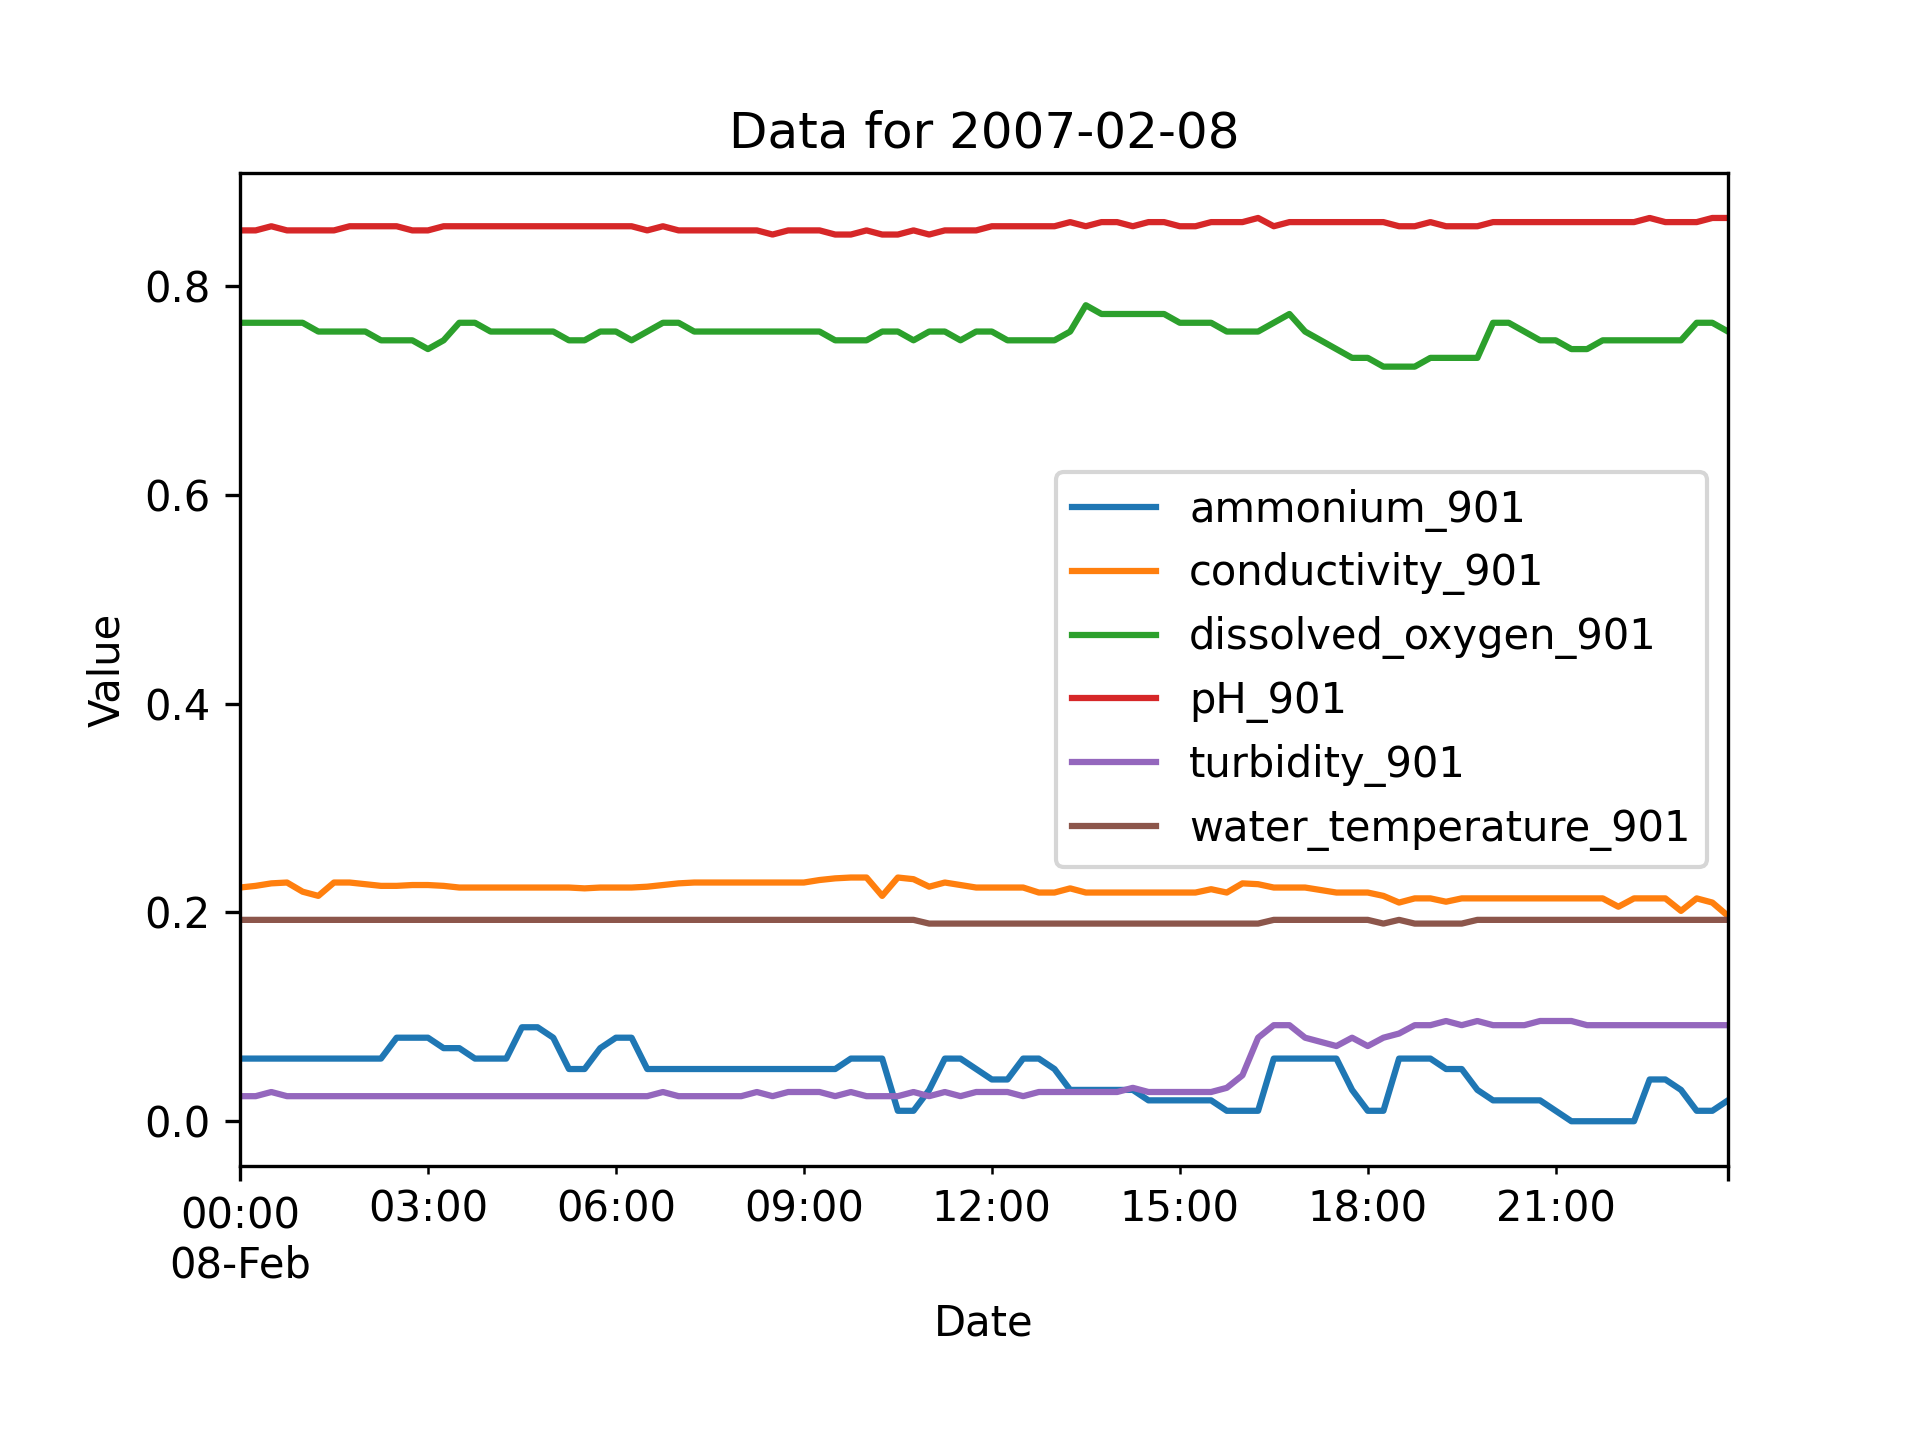 Data for 2007-02-08
Value
0.8
0.6
0.4
0.2
0.0
ammonium_901
conductivity_901
dissolved_oxygen_901
pH_901
turbidity_901
water_temperature_901
00:00 03:00 06:00 09:00 12:00 15:00 18:00 21:00
08-Feb
Date